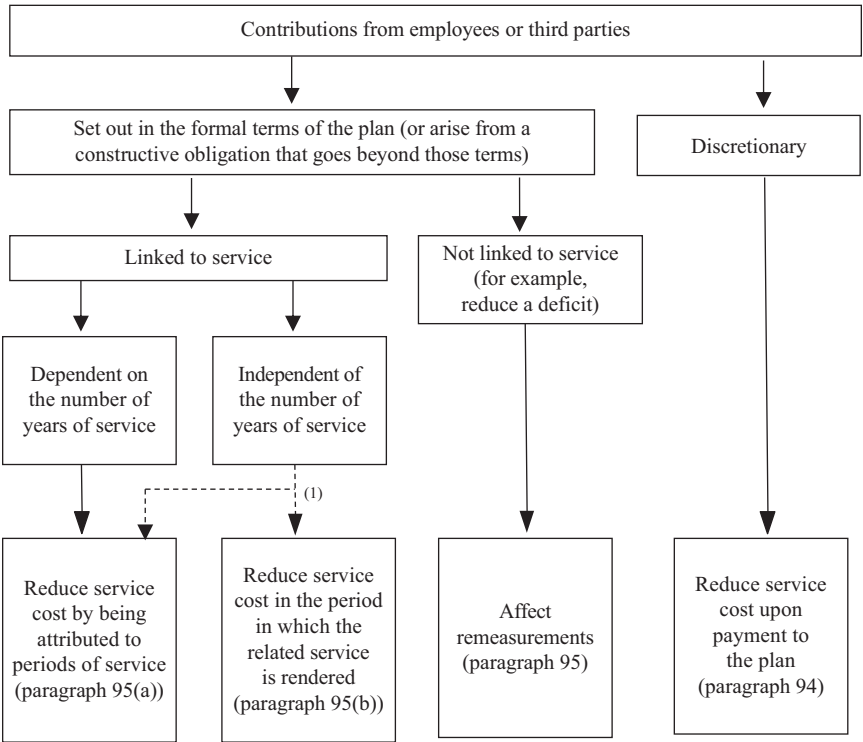 Contributions from employees or third parties
Set out in the formal terms of the plan (or arise from a
constructive obligation that goes beyond those terms)
Discretionary
Linked to service
Not linked to service
(for example,
reduce a deficit)
Dependent on
the number of
years of service
Independent of
the number of
years of service
(1)
Reduce service
cost by being
attributed to
periods of service
(paragraph 95(a))
Reduce service
cost in the period
in which the
related service
is rendered
(paragraph 95(b))
Affect
remeasurements
(paragraph 95)
Reduce service
cost upon
payment to
the plan
(paragraph 94)